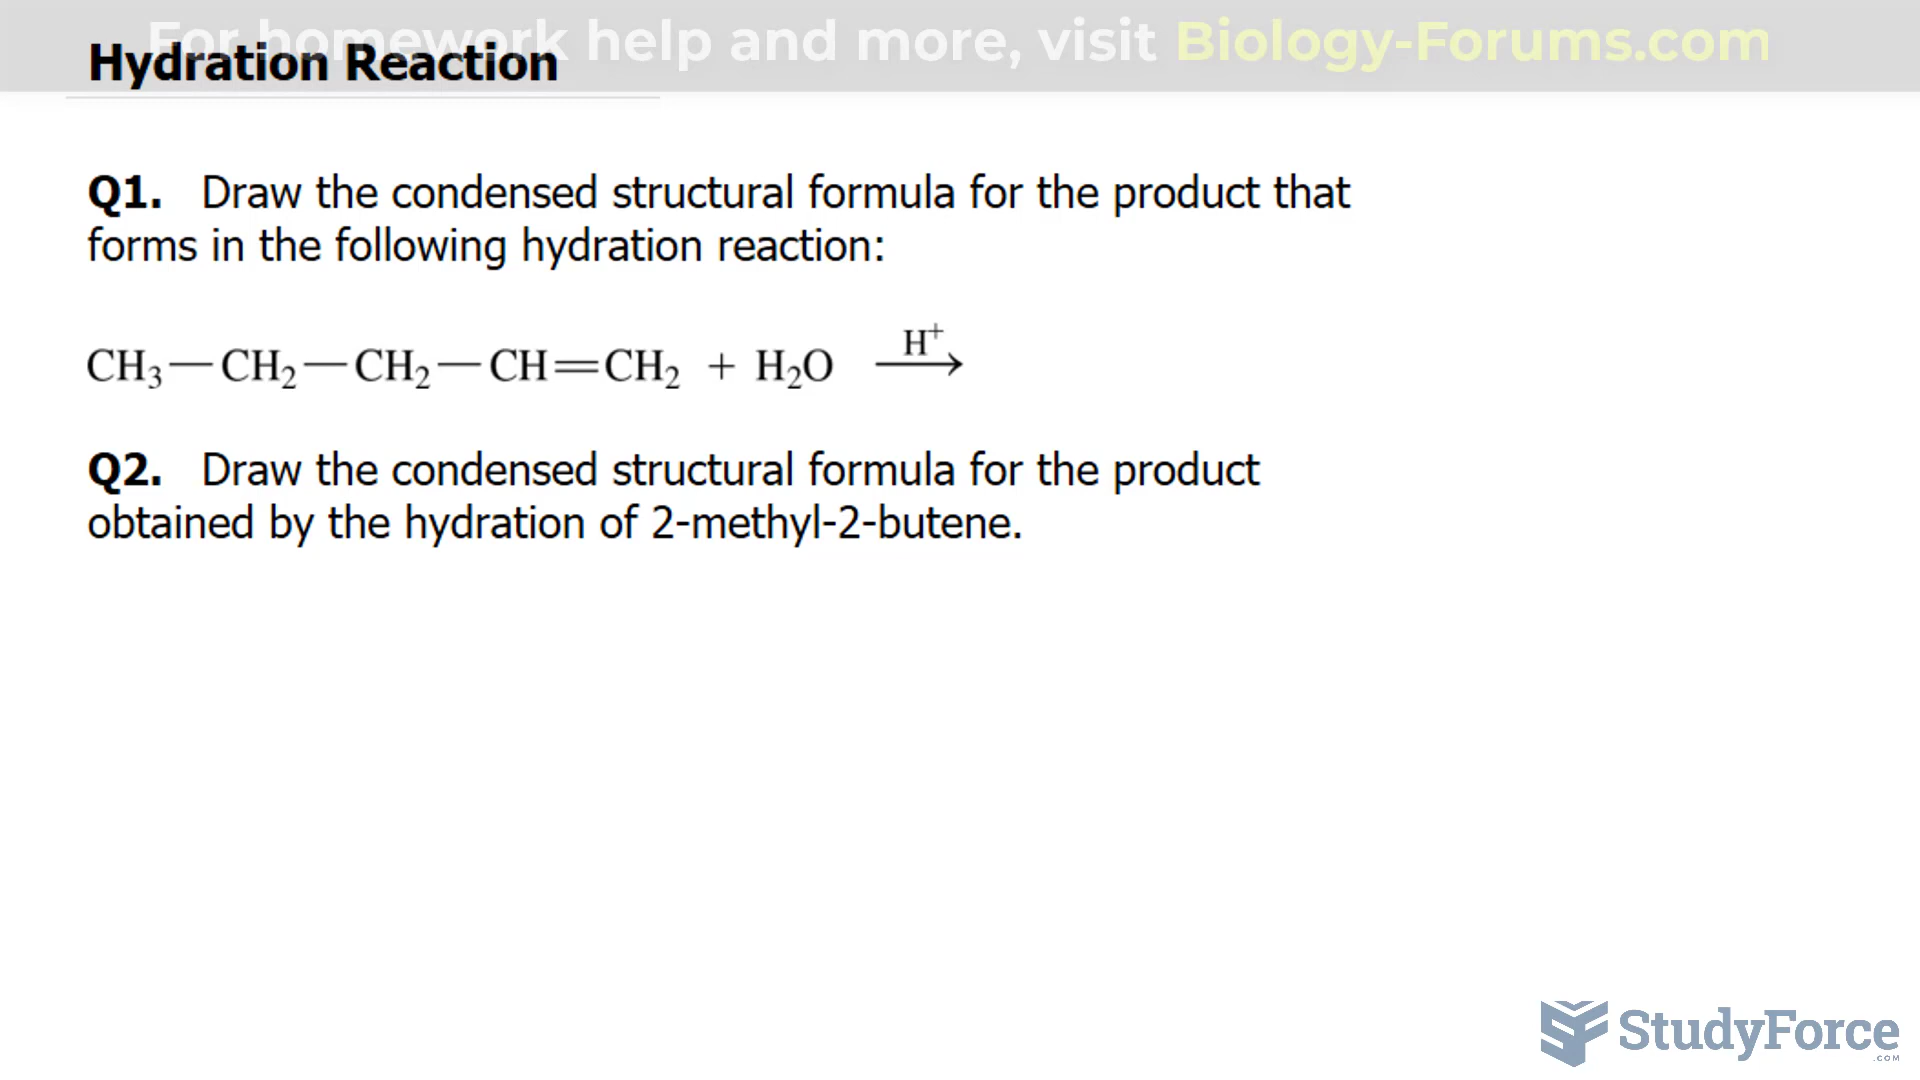 For homework help and more, visit Biology-Forums.com
Hydration Reaction
Q1. Draw the condensed structural formula for the product that
forms in the following hydration reaction:
CH₃—CH₂—CH₂—CH=CH₂ + H₂O —H⁺→
Q2. Draw the condensed structural formula for the product
obtained by the hydration of 2-methyl-2-butene.
StudyForce
.COM